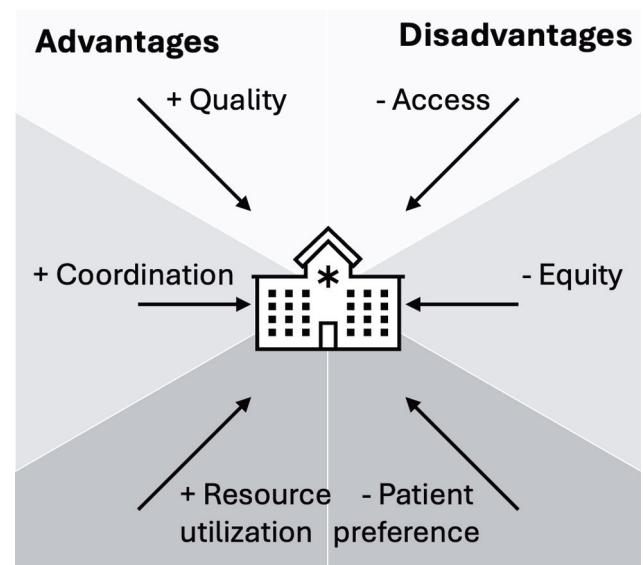 Advantages
Disadvantages
+ Quality
- Access
+ Coordination
- Equity
+ Resource
utilization
- Patient
preference